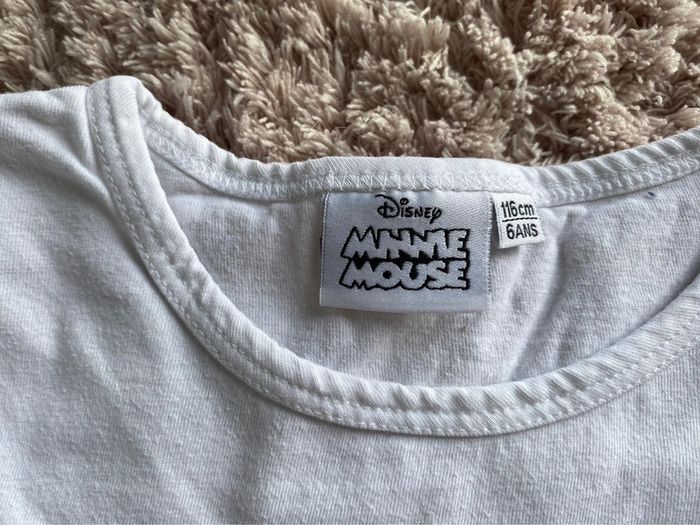 Disney
MINNIE
MOUSE
116cm
6ANS